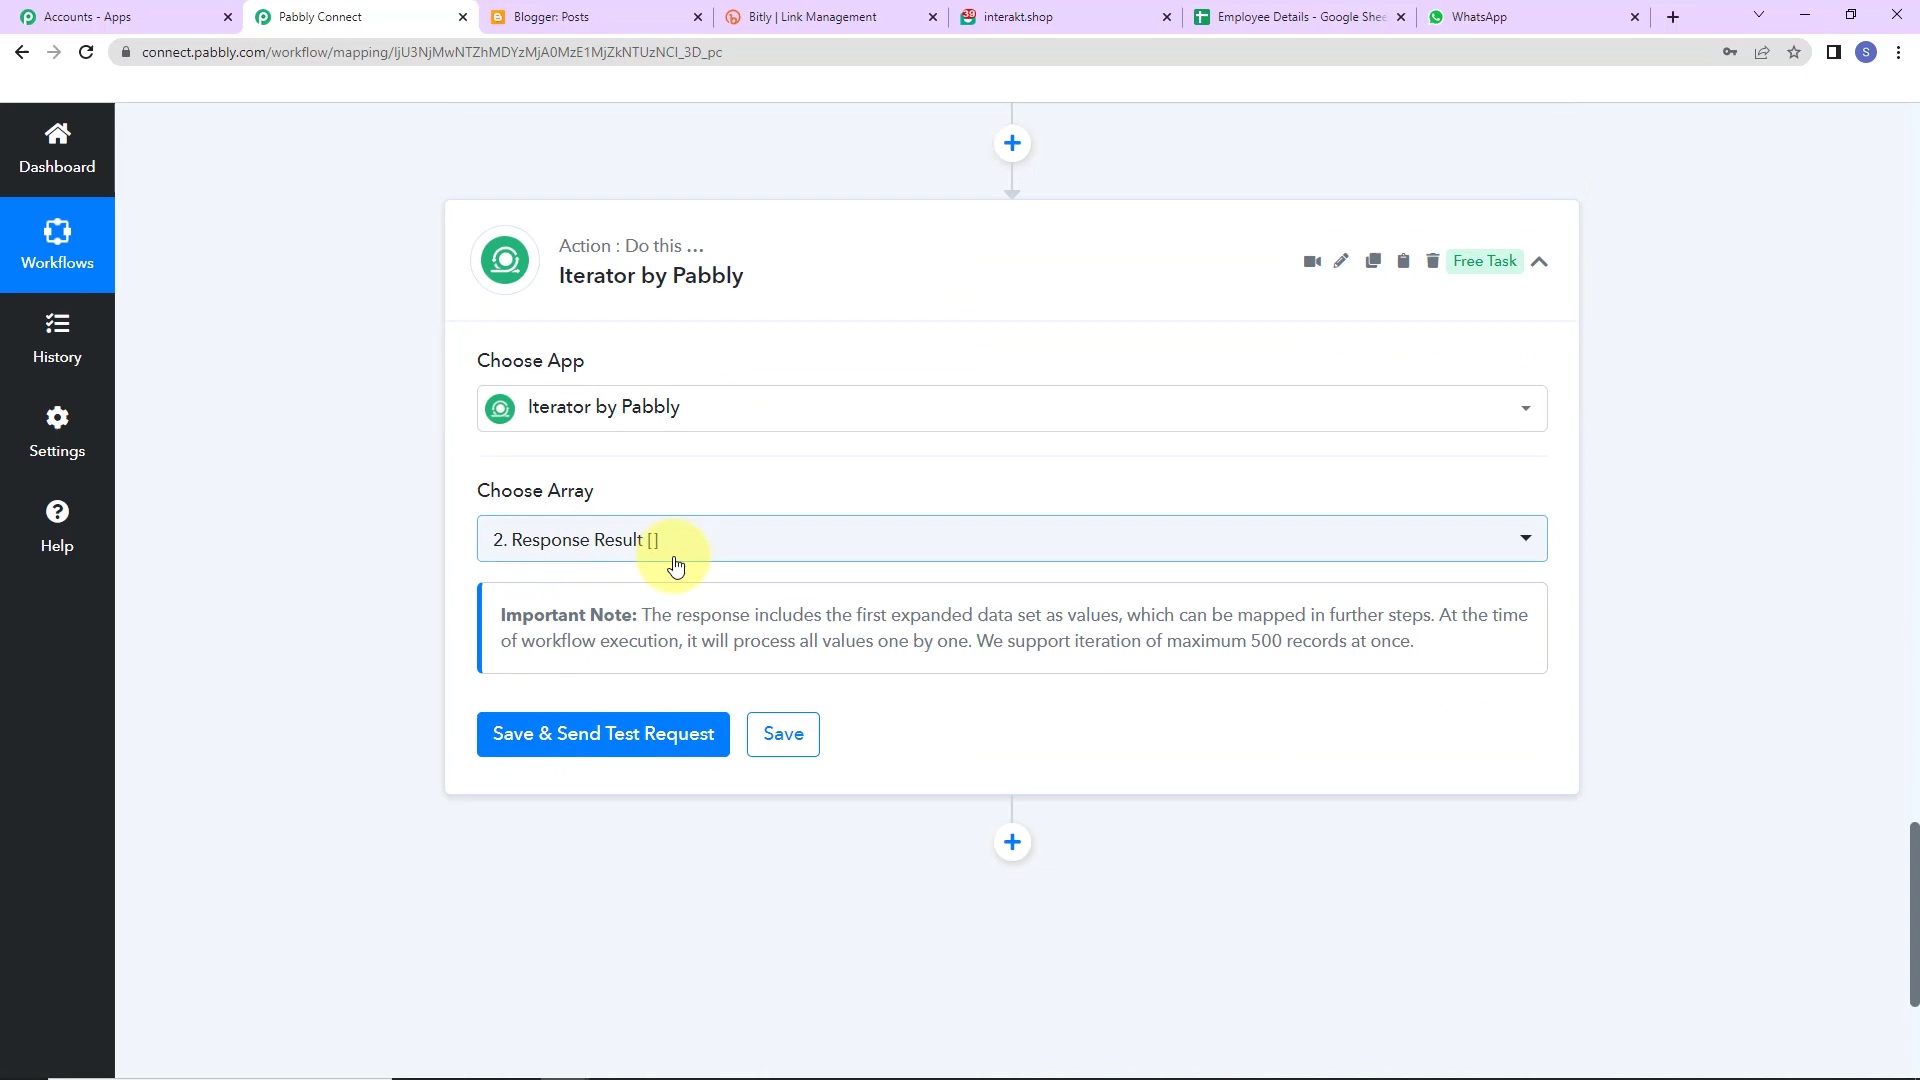 Accounts - Apps
Pabbly Connect
Blogger: Posts
Bitly | Link Management
39
interakt.shop
Employee Details - Google Shee
WhatsApp
connect.pabbly.com/workflow/mapping/
S
Dashboard
Workflows
History
Settings
Help
Action : Do this ...
Iterator by Pabbly
Free Task
Choose App
Iterator by Pabbly
Choose Array
2. Response Result []
Important Note: The response includes the first expanded data set as values, which can be mapped in further steps. At the time
of workflow execution, it will process all values one by one. We support iteration of maximum 500 records at once.
Save & Send Test Request
Save